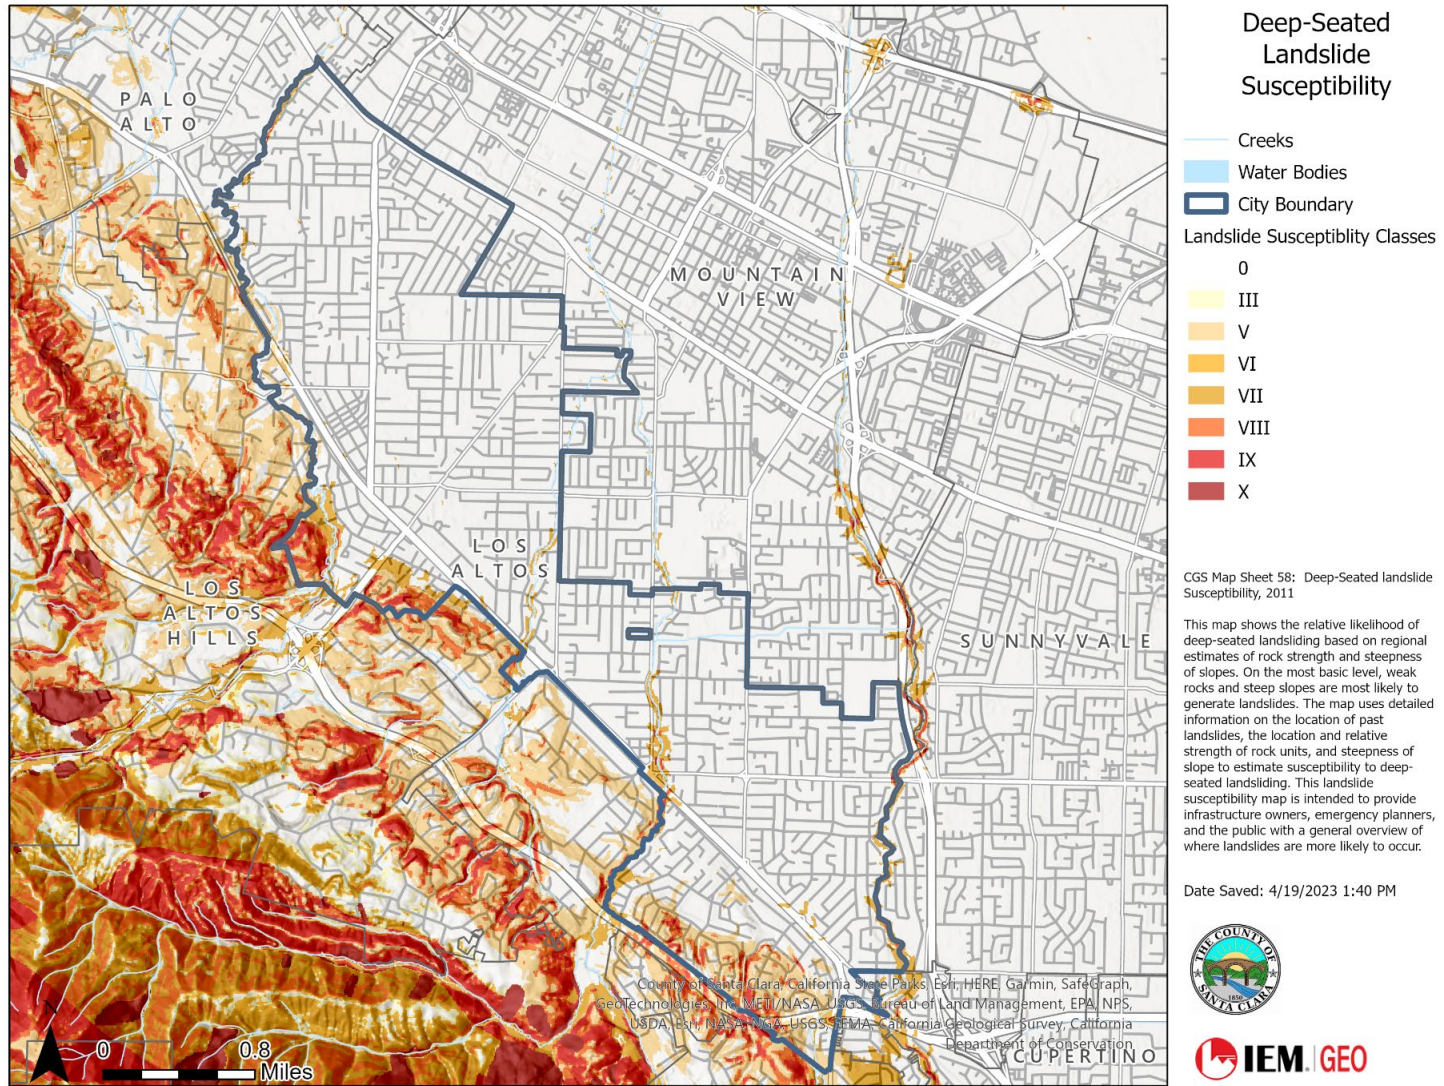 Deep-Seated
Landslide
Susceptibility
Creeks
Water Bodies
City Boundary
Landslide Susceptiblity Classes
0
III
V
VI
VII
VIII
IX
X
CGS Map Sheet 58: Deep-Seated landslide
Susceptibility, 2011
This map shows the relative likelihood of
deep-seated landsliding based on regional
estimates of rock strength and steepness
of slopes. On the most basic level, weak
rocks and steep slopes are most likely to
generate landslides. The map uses detailed
information on the location of past
landslides, the location and relative
strength of rock units, and steepness of
slope to estimate susceptibility to deep-
seated landsliding. This landslide
susceptibility map is intended to provide
infrastructure owners, emergency planners,
and the public with a general overview of
where landslides are more likely to occur.
Date Saved: 4/19/2023 1:40 PM
THE COUNTY OF
SANTA CLARA
1850
IEM. | GEO
PALO
ALTO
MOUNTAIN
VIEW
LOS
ALTOS
LOS
ALTOS
HILLS
SUNNYVALE
CUPERTINO
County of Santa Clara, California State Parks, Esri, HERE, Garmin, SafeGraph,
GeoTechnologies, Inc, METI/NASA, USGS, Bureau of Land Management, EPA, NPS,
USDA, Esri, NASA, NGA, USGS, FEMA, California Geological Survey, California
Department of Conservation
N
0 0.8
Miles